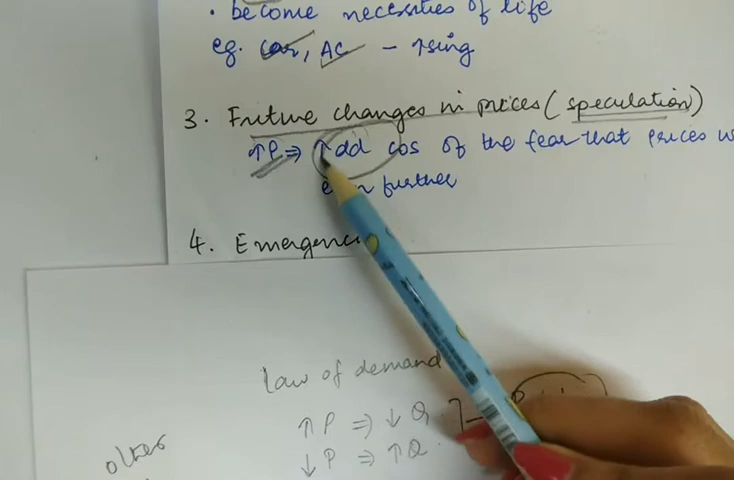 • become necessities of life
eg. car, AC – ↑sing
3. Future changes in prices (speculation)
↑P ⇒ ↑dd cos of the fear that prices
further
4.
law of demand
↑ P ⇒ ↓ Q
↓ P ⇒ ↑ Q
other